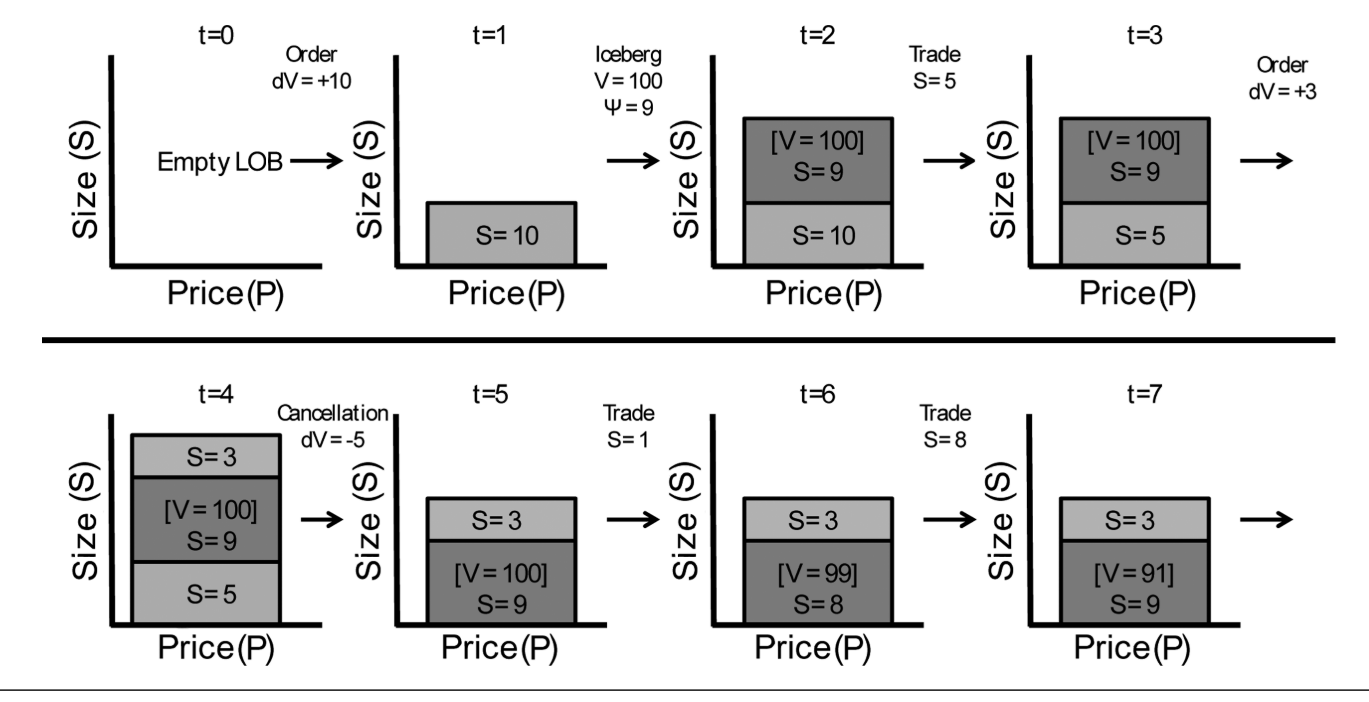 t=0
Order
dV = +10
Size (S)
Empty LOB
Price (P)
t=1
Iceberg
V = 100
Ψ = 9
Size (S)
S= 10
Price (P)
t=2
Trade
S= 5
Size (S)
[V = 100]
S= 9
S= 10
Price (P)
t=3
Order
dV = +3
Size (S)
[V = 100]
S= 9
S= 5
Price (P)
t=4
Cancellation
dV = -5
Size (S)
S= 3
[V = 100]
S= 9
S= 5
Price (P)
t=5
Trade
S= 1
Size (S)
S= 3
[V = 100]
S= 9
Price (P)
t=6
Trade
S= 8
Size (S)
S= 3
[V = 99]
S= 8
Price (P)
t=7
Size (S)
S= 3
[V = 91]
S= 9
Price (P)